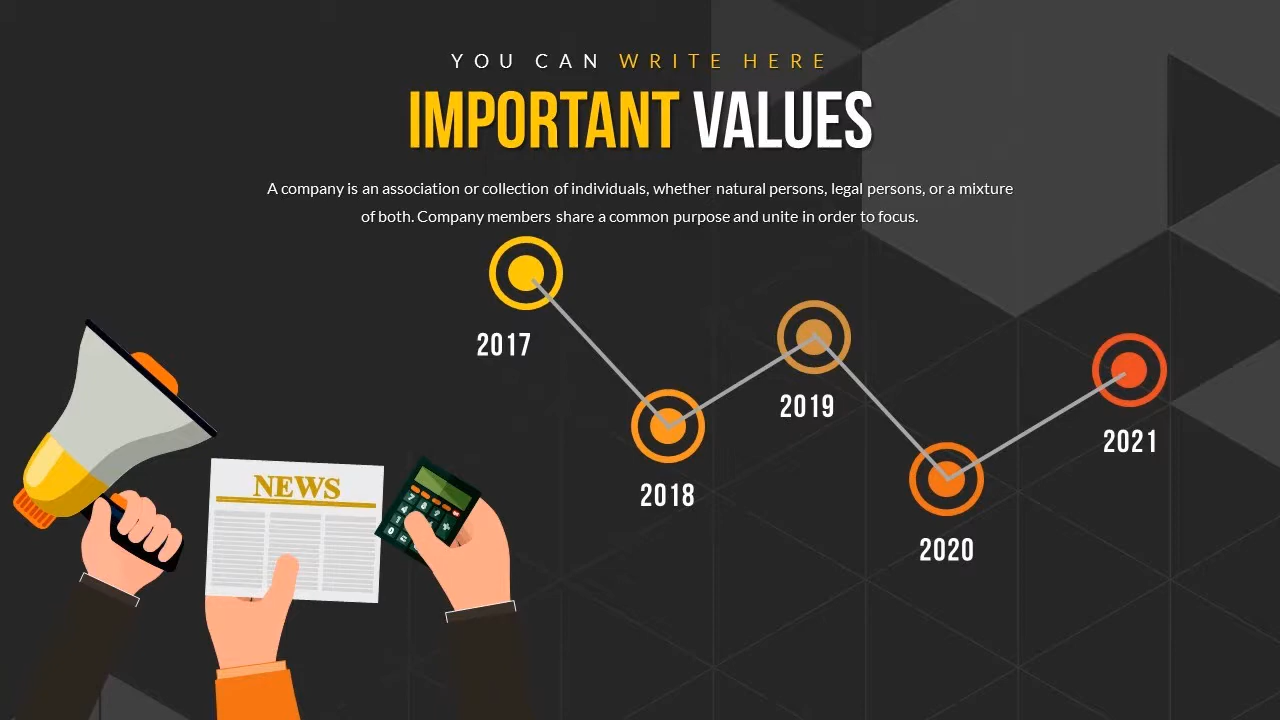 YOU CAN WRITE HERE
IMPORTANT VALUES
A company is an association or collection of individuals, whether natural persons, legal persons, or a mixture
of both. Company members share a common purpose and unite in order to focus.
2017
2019
2021
2018
2020
NEWS